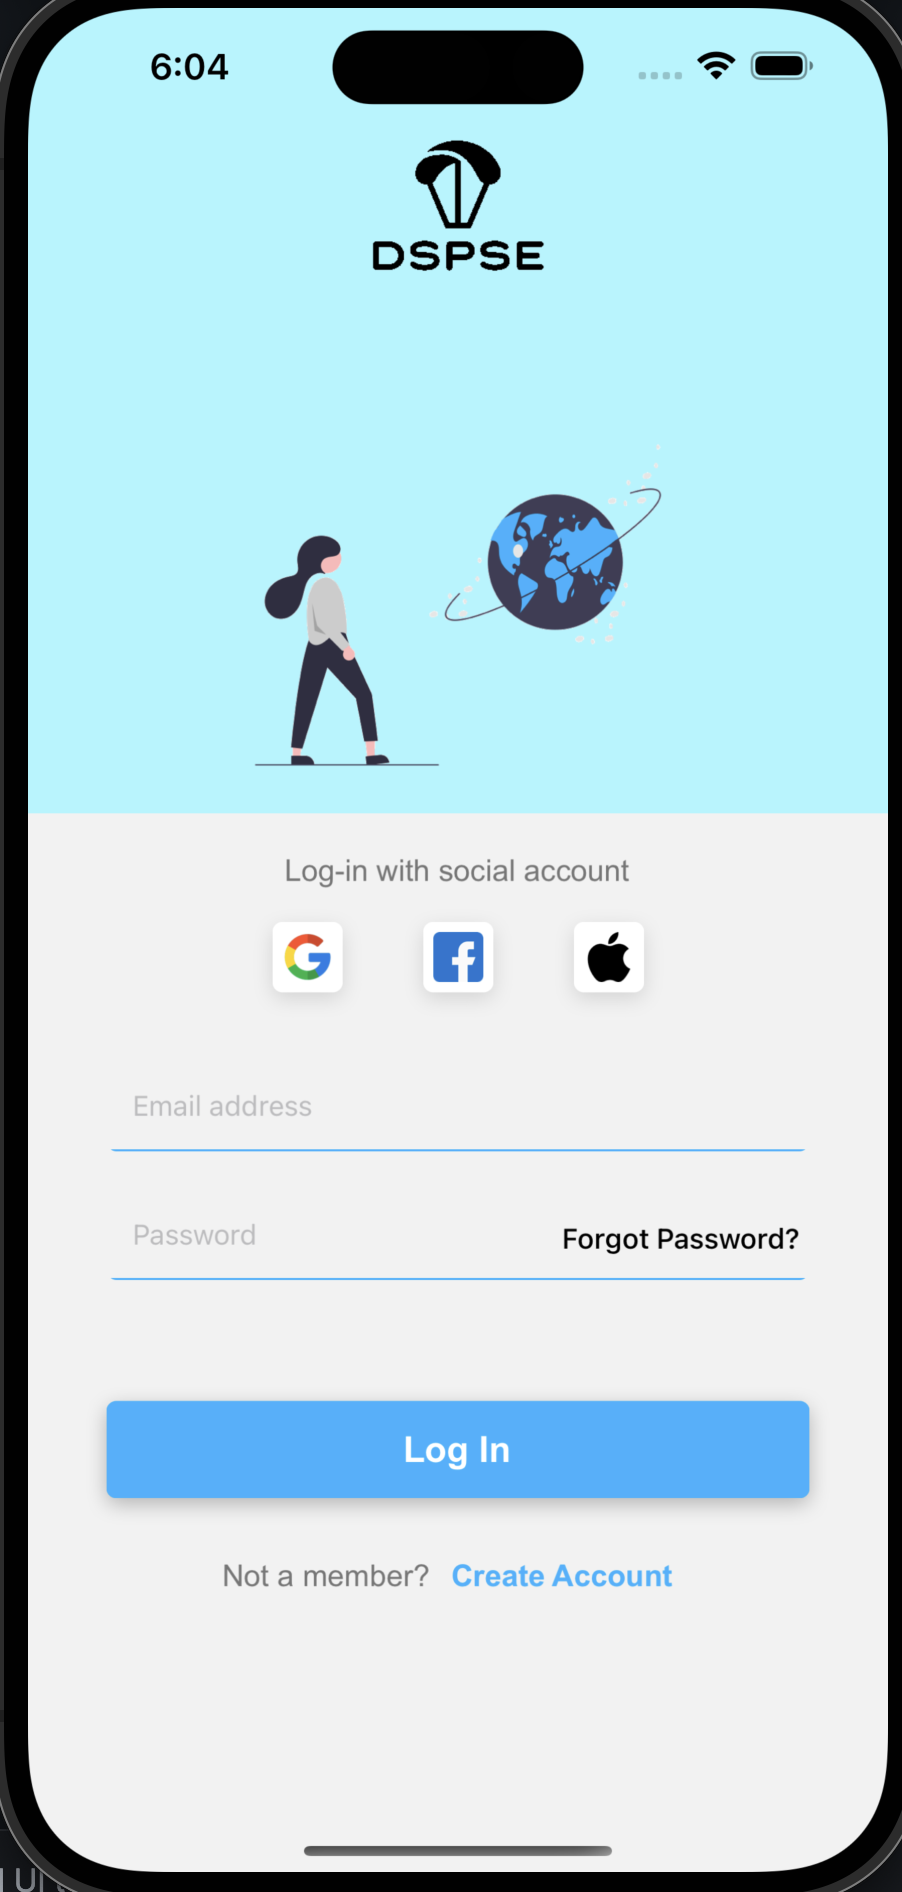 6:04
DSPSE
Log-in with social account
Email address
Password
Forgot Password?
Log In
Not a member? Create Account